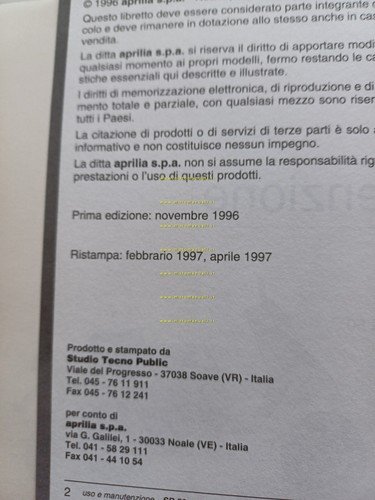 © 1996 aprilia s.p.a.
Questo libretto deve essere considerato parte integrante
colo e deve rimanere in dotazione allo stesso anche in
vendita.
La ditta aprilia s.p.a. si riserva il diritto di apportare
qualsiasi momento ai propri modelli, fermo restando le
stiche essenziali qui descritte e illustrate.
I diritti di memorizzazione elettronica, di riproduzione e di
mento totale e parziale, con qualsiasi mezzo sono
tutti i Paesi.
La citazione di prodotti o di servizi di terze parti è solo
informativo e non costituisce nessun impegno.
La ditta aprilia s.p.a. non si assume la responsabilità
prestazioni o l'uso di questi prodotti.
Prima edizione: novembre 1996
Ristampa: febbrario 1997, aprile 1997
Prodotto e stampato da
Studio Tecno Public
Viale del Progresso - 37038 Soave (VR) - Italia
Tel. 045 - 76 11 911
Fax 045 - 76 12 241
per conto di
aprilia s.p.a.
via G. Galilei, 1 - 30033 Noale (VE) - Italia
Tel. 041 - 58 29 111
Fax 041 - 44 10 54
2 uso e manutenzione